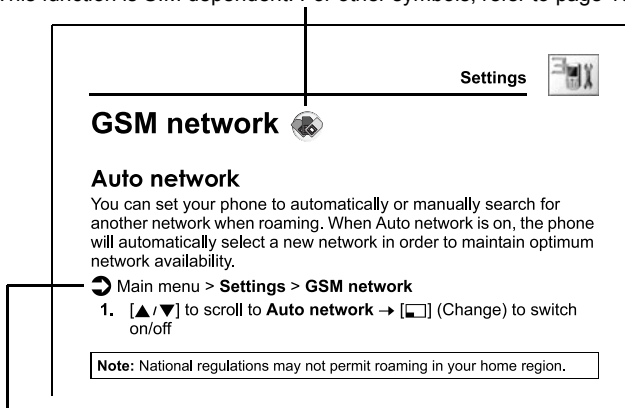 This function is SIM dependent. For other symbols, refer to page
Settings
GSM network
Auto network
You can set your phone to automatically or manually search for
another network when roaming. When Auto network is on, the phone
will automatically select a new network in order to maintain optimum
network availability.
Main menu > Settings > GSM network
1. [▲/▼] to scroll to Auto network → [ ] (Change) to switch
on/off
Note: National regulations may not permit roaming in your home region.